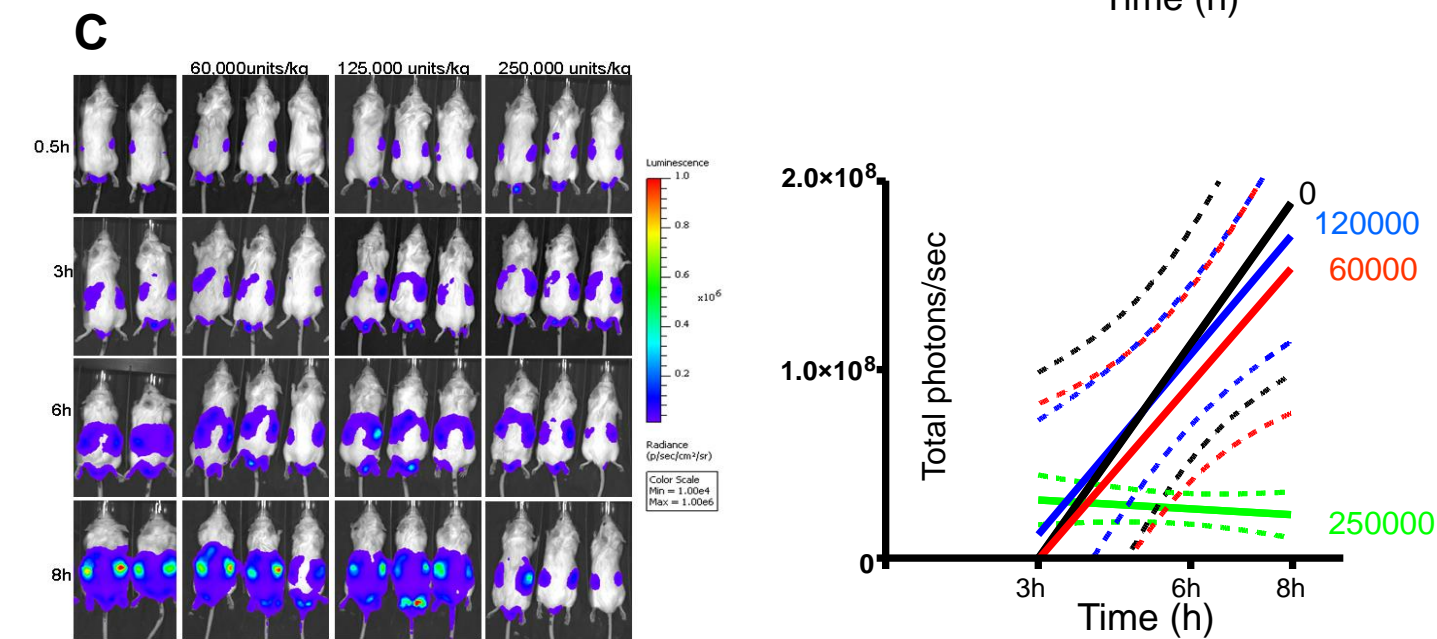 Time (h)
C
60,000units/kg 125,000 units/kg 250,000 units/kg
0.5h
3h
6h
8h
Luminescence
1.0
0.8
0.6
x10⁶
0.4
0.2
Radiance
(p/sec/cm²/sr)
Color Scale
Min = 1.00e4
Max = 1.00e6
2.0×10⁸
1.0×10⁸
0
Total photons/sec
0
120000
60000
250000
3h 6h 8h
Time (h)